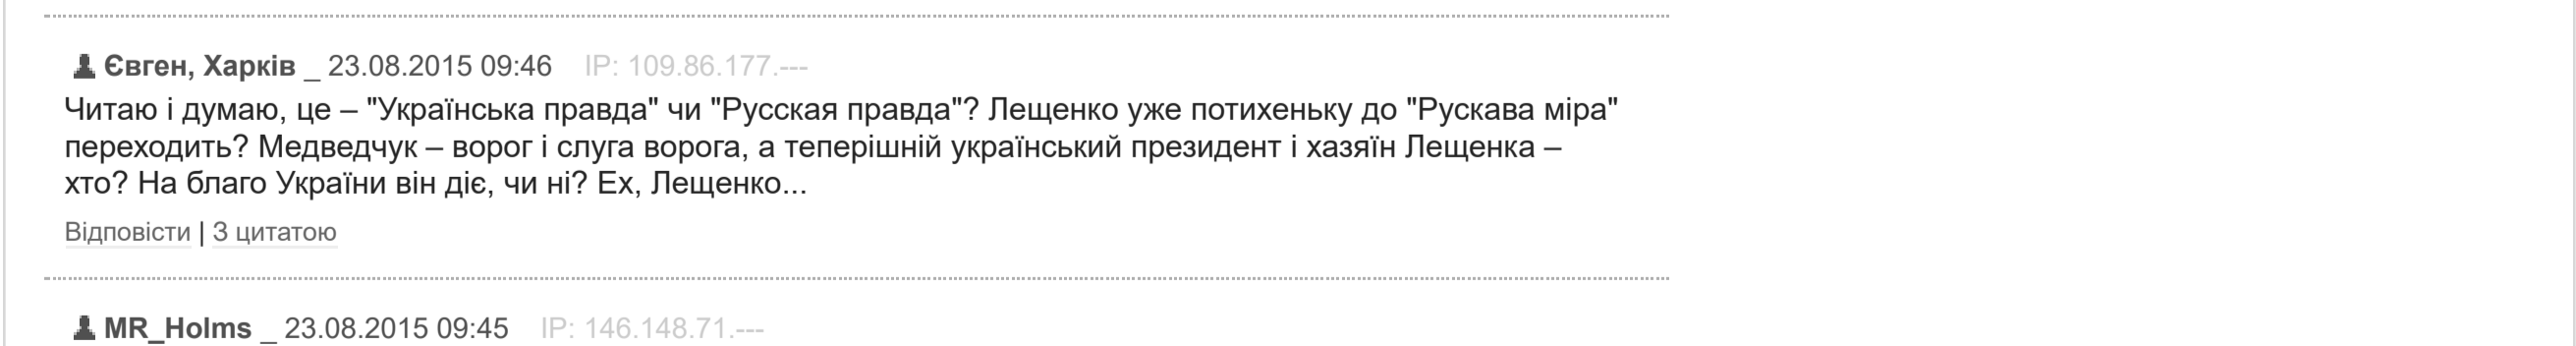 Євген, Харків _ 23.08.2015 09:46 IP: 109.86.177.---
Читаю і думаю, це – "Українська правда" чи "Русская правда"? Лещенко уже потихеньку до "Рускава міра"
переходить? Медведчук – ворог і слуга ворога, а теперішній український президент і хазяїн Лещенка –
хто? На благо України він діє, чи ні? Ех, Лещенко...
Відповісти | З цитатою
MR_Holms _ 23.08.2015 09:45 IP: 146.148.71.---